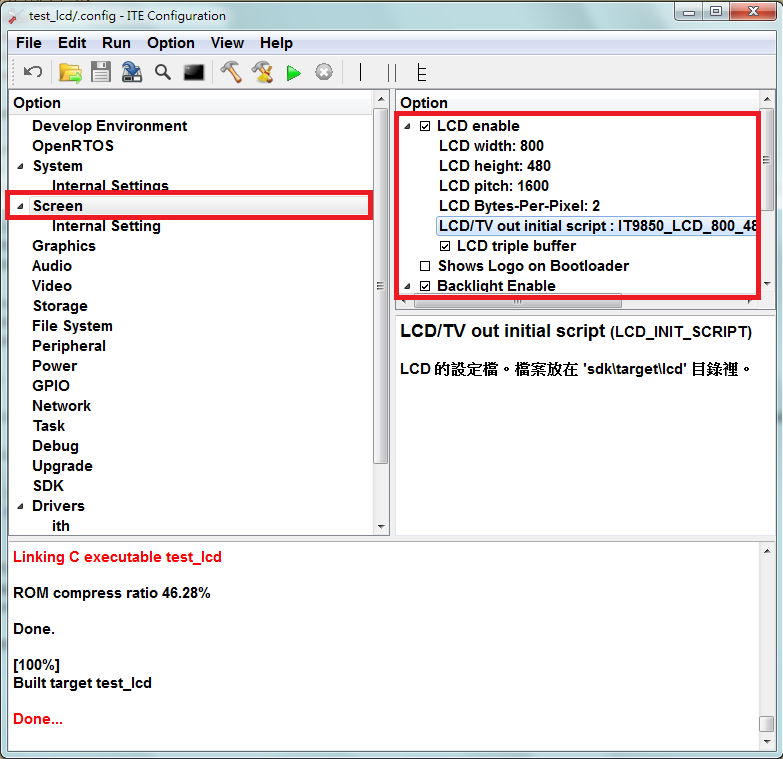 test_lcd/.config - ITE Configuration
File Edit Run Option View Help
Option
Develop Environment
OpenRTOS
System
Internal Settings
Screen
Internal Setting
Graphics
Audio
Video
Storage
File System
Peripheral
Power
GPIO
Network
Task
Debug
Upgrade
SDK
Drivers
ith
Option
LCD enable
LCD width: 800
LCD height: 480
LCD pitch: 1600
LCD Bytes-Per-Pixel: 2
LCD/TV out initial script : IT9850_LCD_800_48
LCD triple buffer
Shows Logo on Bootloader
Backlight Enable
LCD/TV out initial script (LCD_INIT_SCRIPT)
LCD 的設定檔。檔案放在 'sdk\target\lcd' 目錄裡。
Linking C executable test_lcd
ROM compress ratio 46.28%
Done.
[100%]
Built target test_lcd
Done...